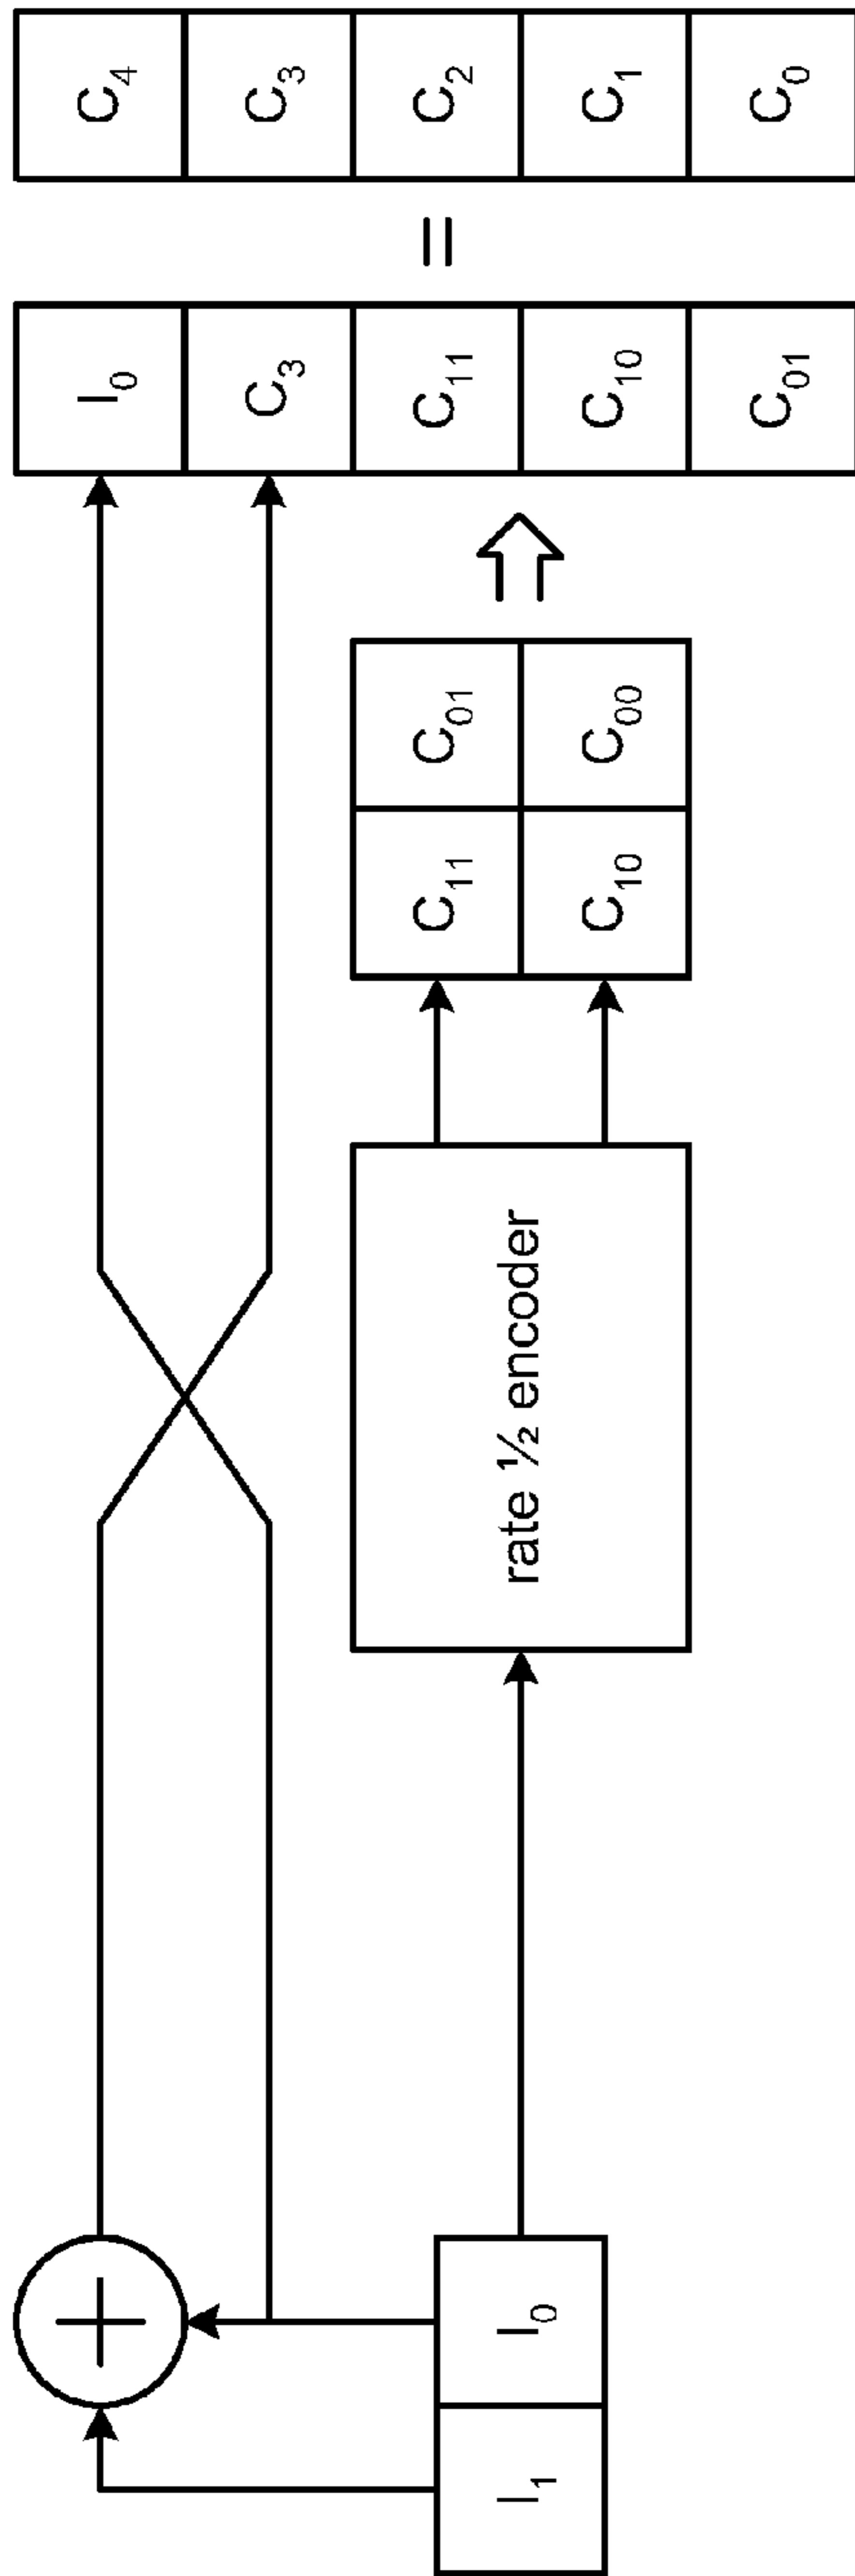 I₁ I₀
rate ½ encoder
C₁₁ C₀₁
C₁₀ C₀₀
I₀
C₃
C₁₁
C₁₀
C₀₁
=
C₄
C₃
C₂
C₁
C₀